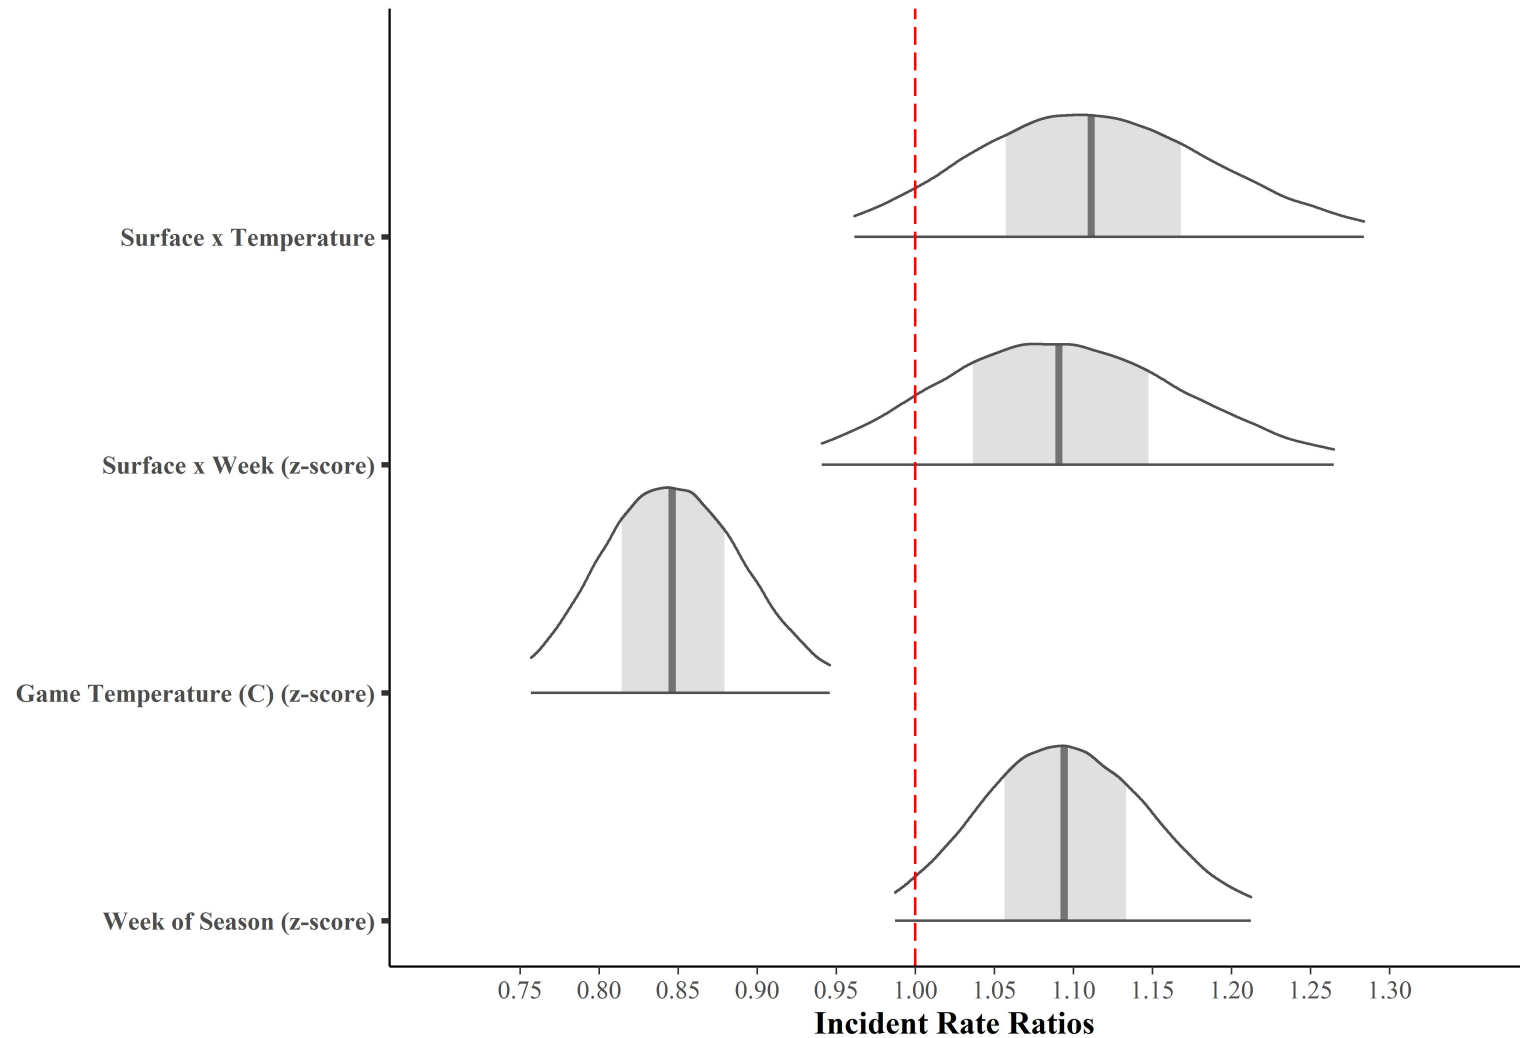 Surface x Temperature
Surface x Week (z-score)
Game Temperature (C) (z-score)
Week of Season (z-score)
0.75 0.80 0.85 0.90 0.95 1.00 1.05 1.10 1.15 1.20 1.25 1.30
Incident Rate Ratios